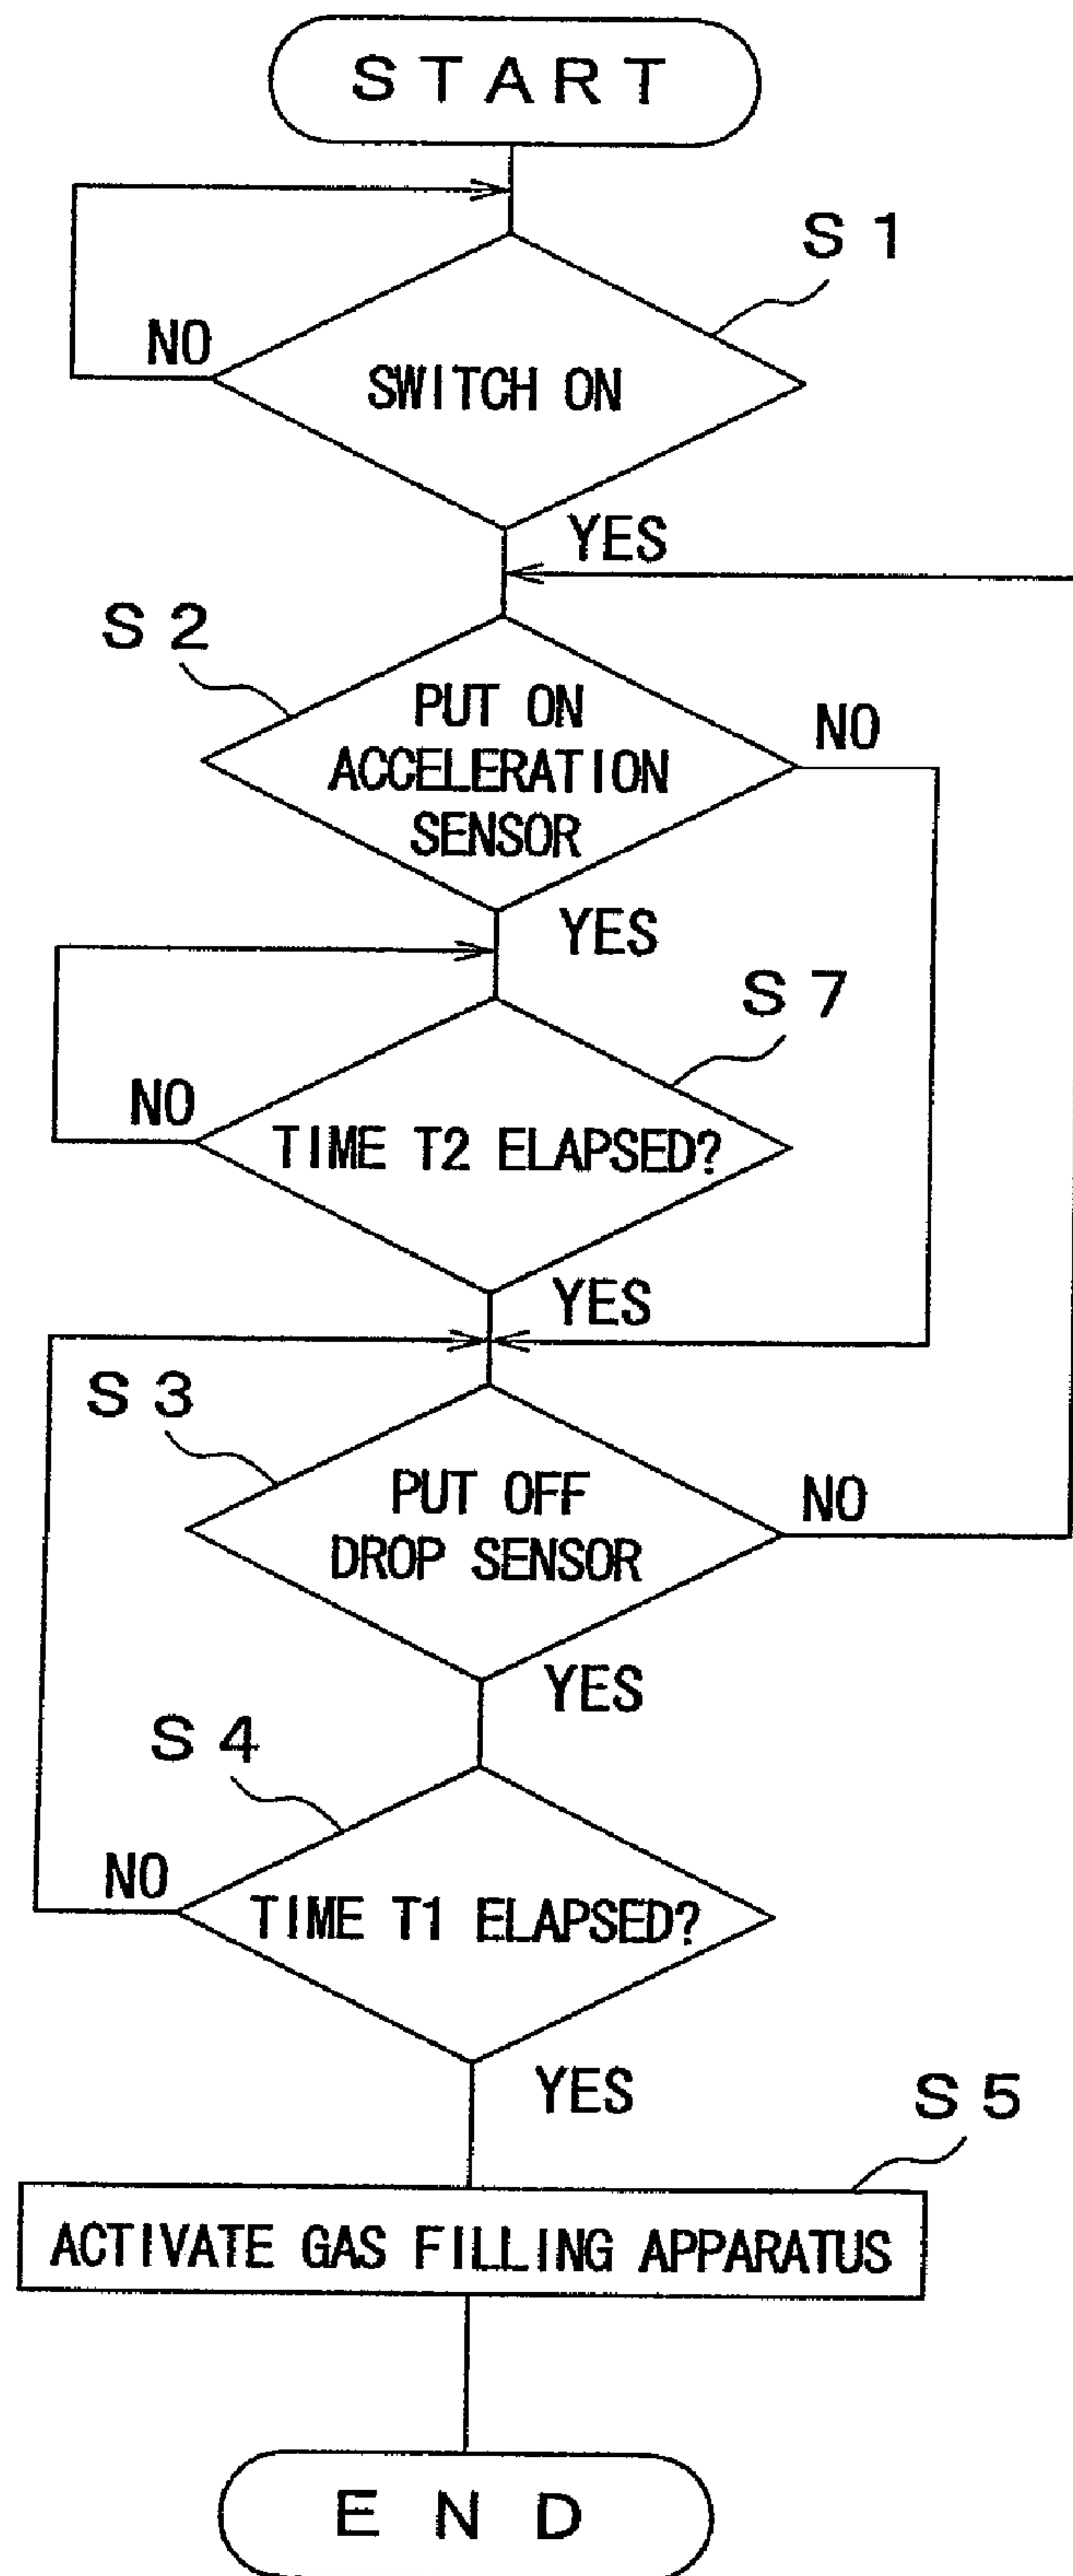 START
S1
NO
SWITCH ON
YES
S2
PUT ON
NO
ACCELERATION
SENSOR
YES
S7
NO
TIME T2 ELAPSED?
YES
S3
PUT OFF
NO
DROP SENSOR
YES
S4
NO
TIME T1 ELAPSED?
YES
S5
ACTIVATE GAS FILLING APPARATUS
END